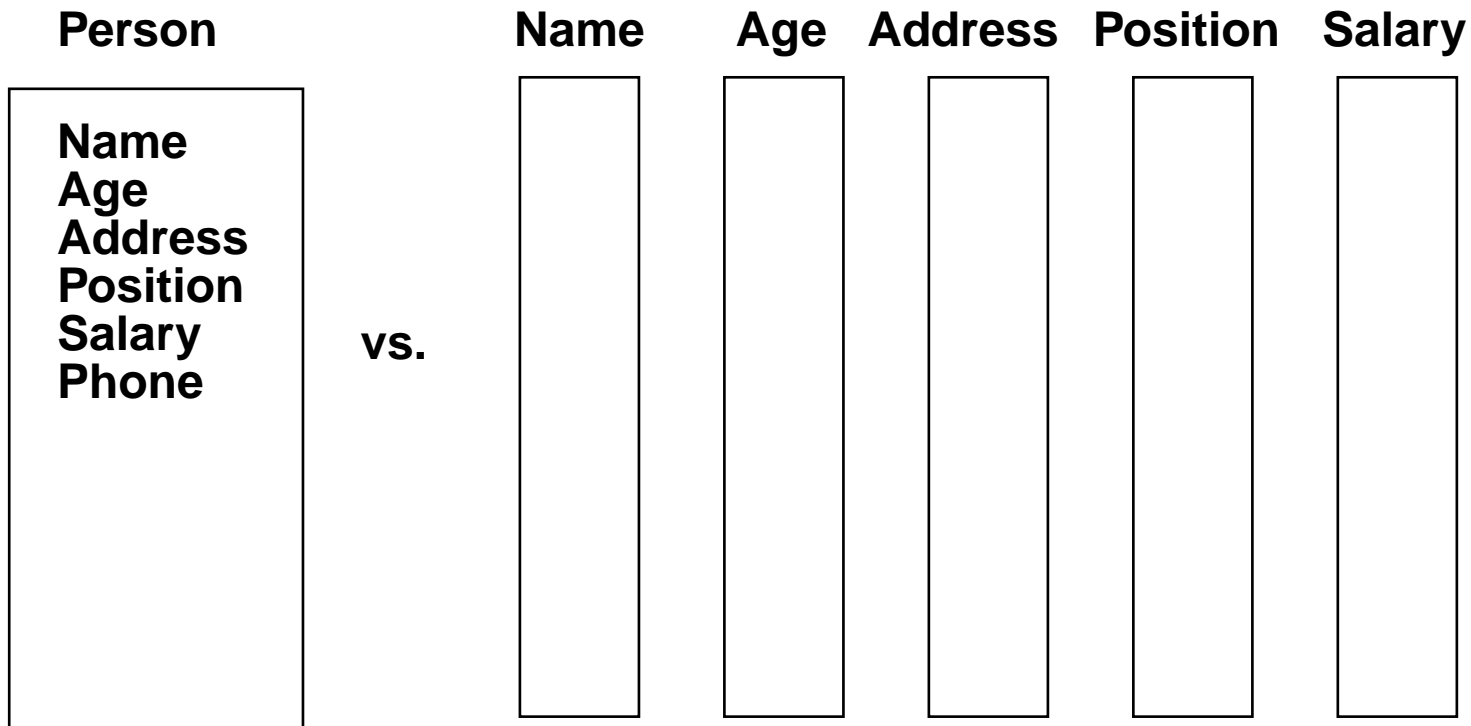 Person
Name
Age
Address
Position
Salary
Phone
vs.
Name Age Address Position Salary